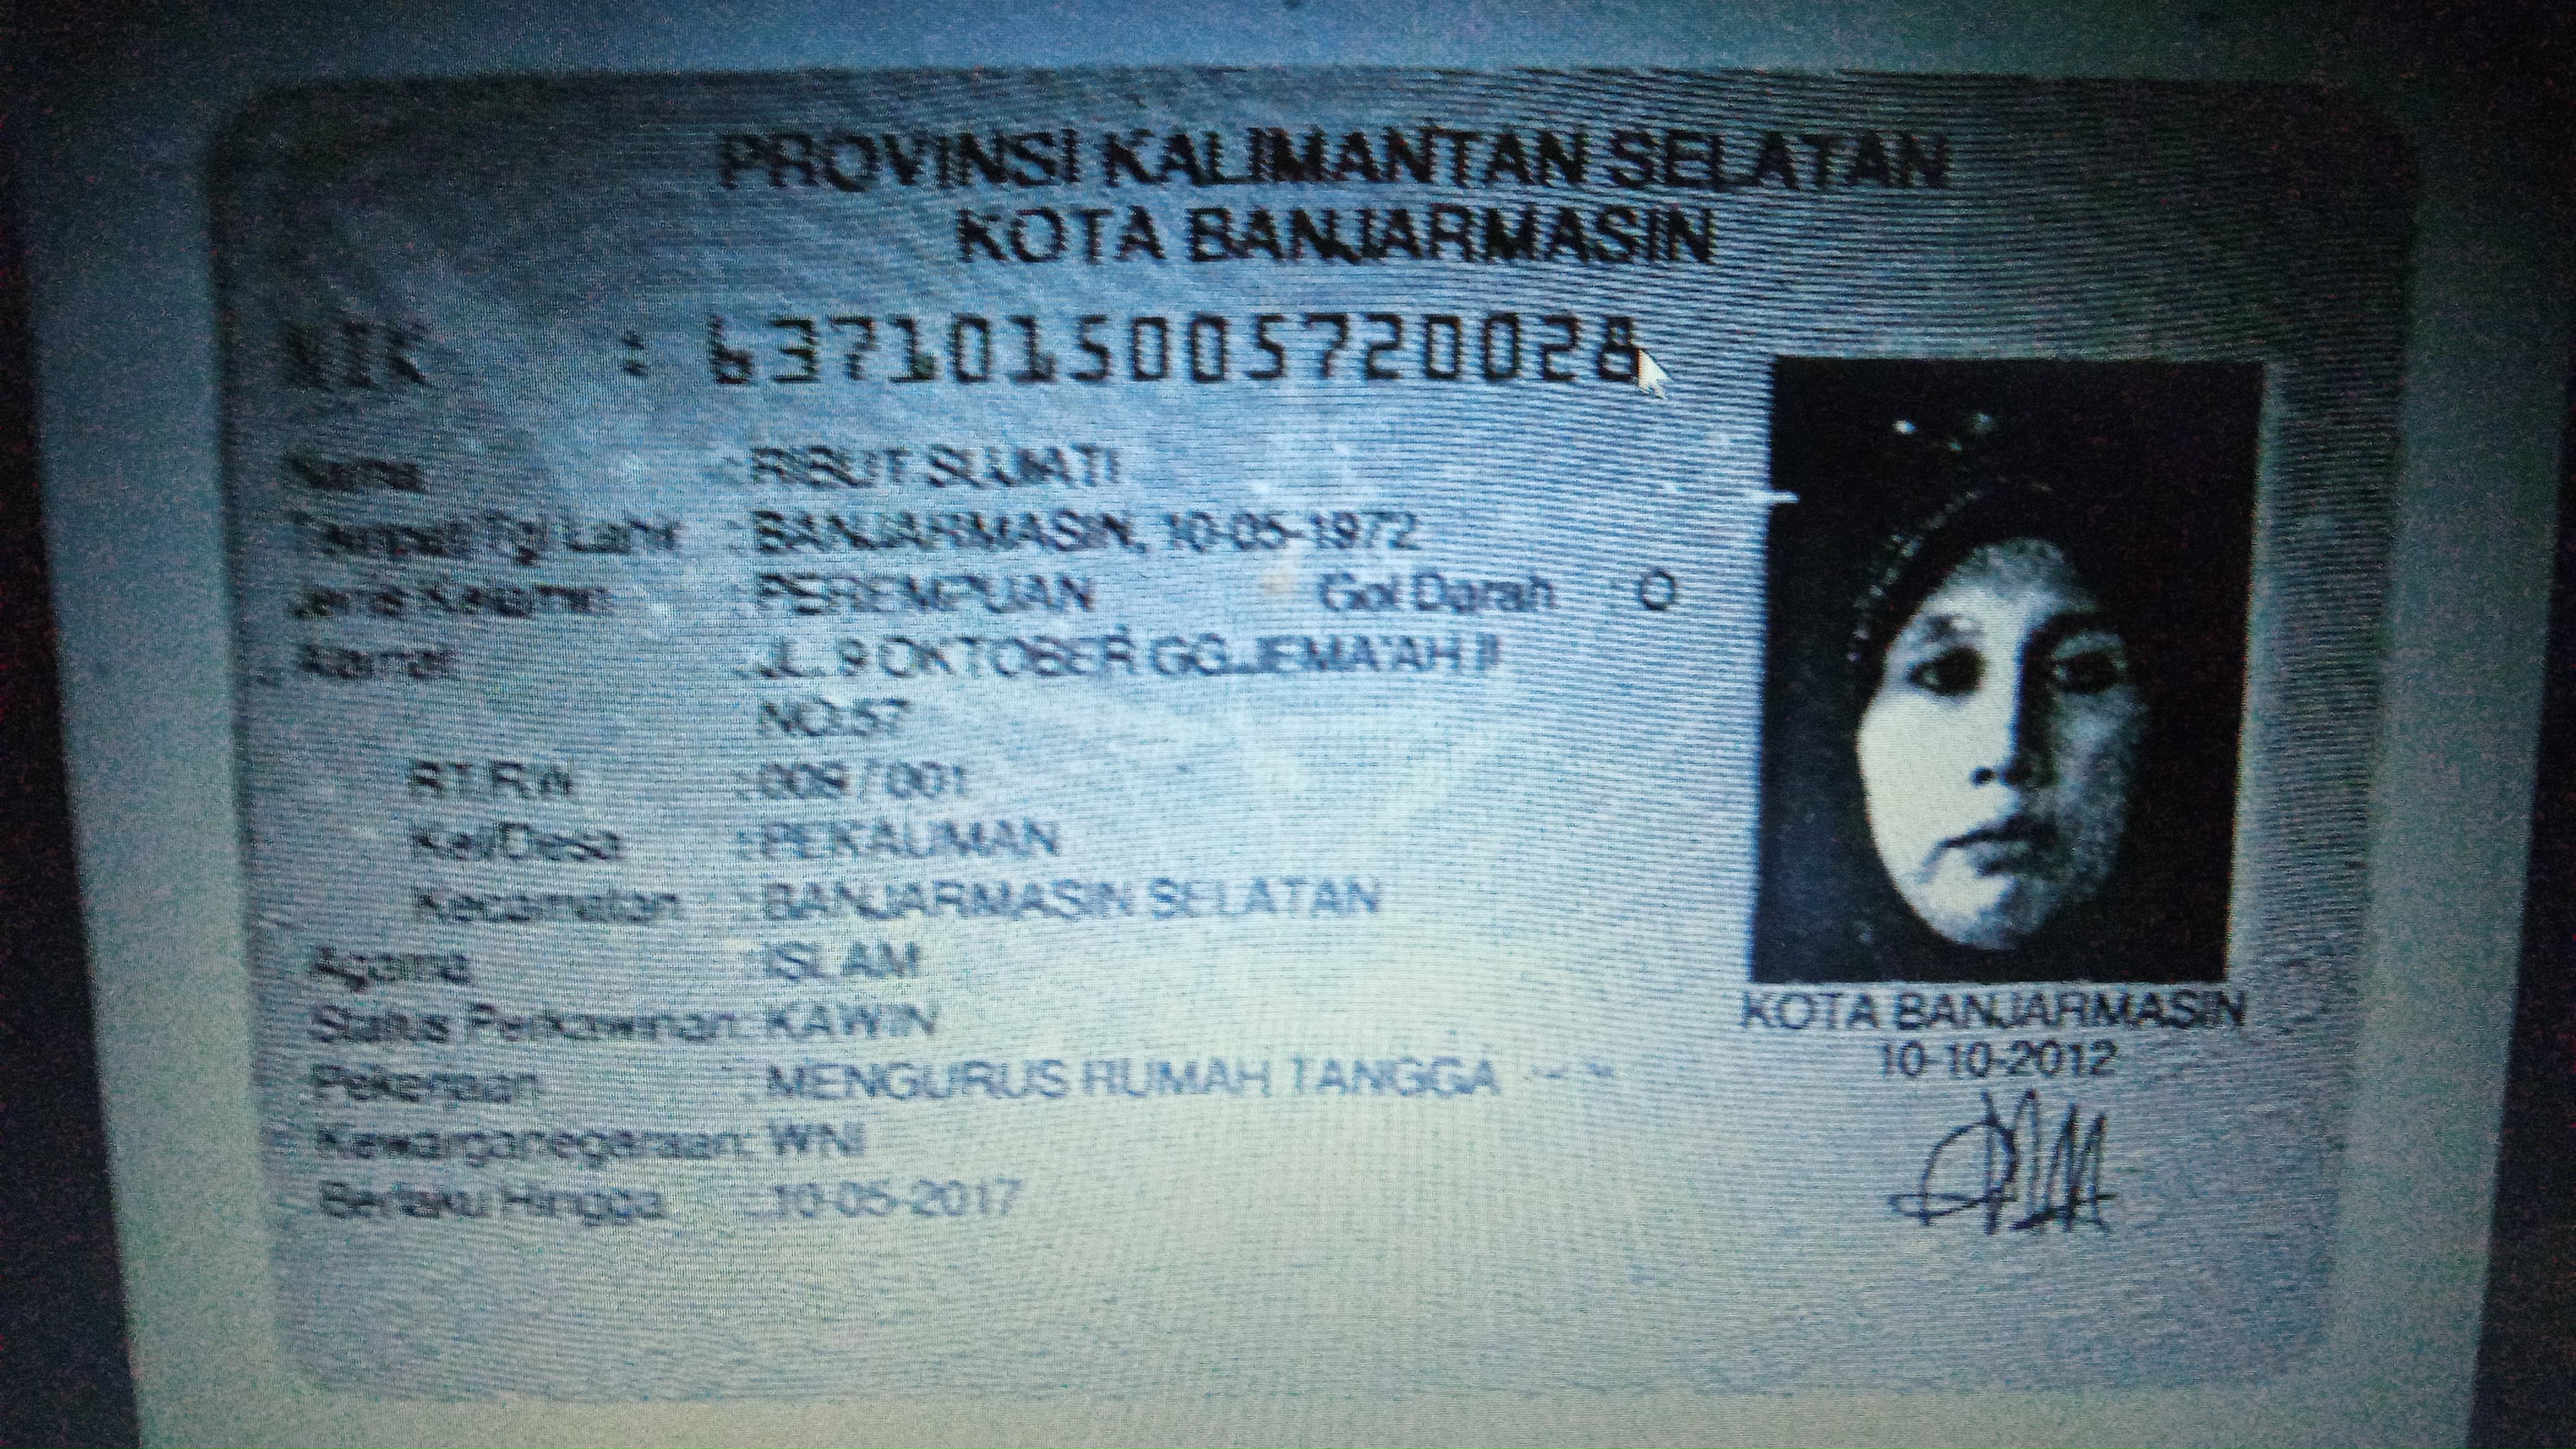 PROVINSI KALIMANTAN SELATAN
KOTA BANJARMASIN
NIK : 6371015005720028
Nama : RIBUT SUJIATI
Tempat/Tgl Lahir : BANJARMASIN, 10-05-1972
Jenis Kelamin : PEREMPUAN Gol Darah : O
Alamat : JL. 9 OKTOBER GG.JEMA'AH II
NO.57
RT/RW : 009 / 001
Kel/Desa : PEKAUMAN
Kecamatan : BANJARMASIN SELATAN
Agama : ISLAM
Status Perkawinan: KAWIN
Pekerjaan : MENGURUS RUMAH TANGGA
Kewarganegaraan: WNI
Berlaku Hingga : 10-05-2017
KOTA BANJARMASIN
10-10-2012